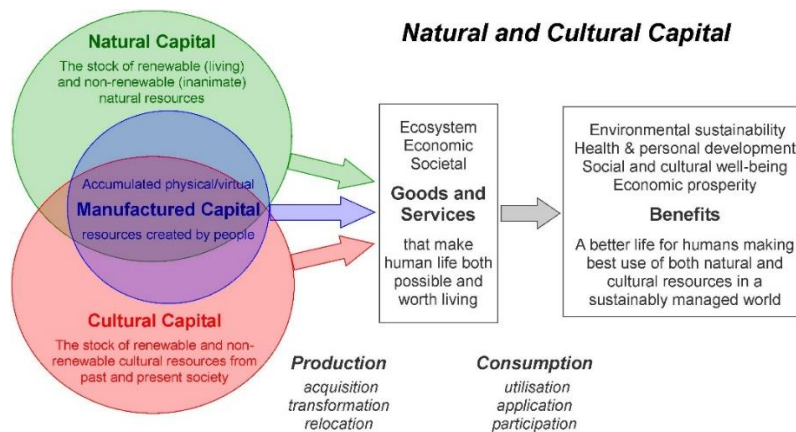 Natural and Cultural Capital
Natural Capital
The stock of renewable (living)
and non-renewable (inanimate)
natural resources
Accumulated physical/virtual
Manufactured Capital
resources created by people
Cultural Capital
The stock of renewable and non-
renewable cultural resources from
past and present society
Ecosystem
Economic
Societal
Goods and
Services
that make
human life both
possible and
worth living
Environmental sustainability
Health & personal development
Social and cultural well-being
Economic prosperity
Benefits
A better life for humans making
best use of both natural and
cultural resources in a
sustainably managed world
Production
acquisition
transformation
relocation
Consumption
utilisation
application
participation